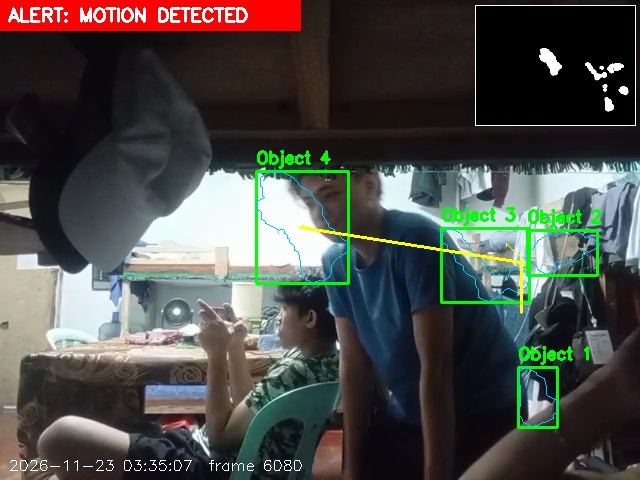 ALERT: MOTION DETECTED
Object 4
Object 3
Object 2
Object 1
2026-11-23 03:35:07 frame 6080